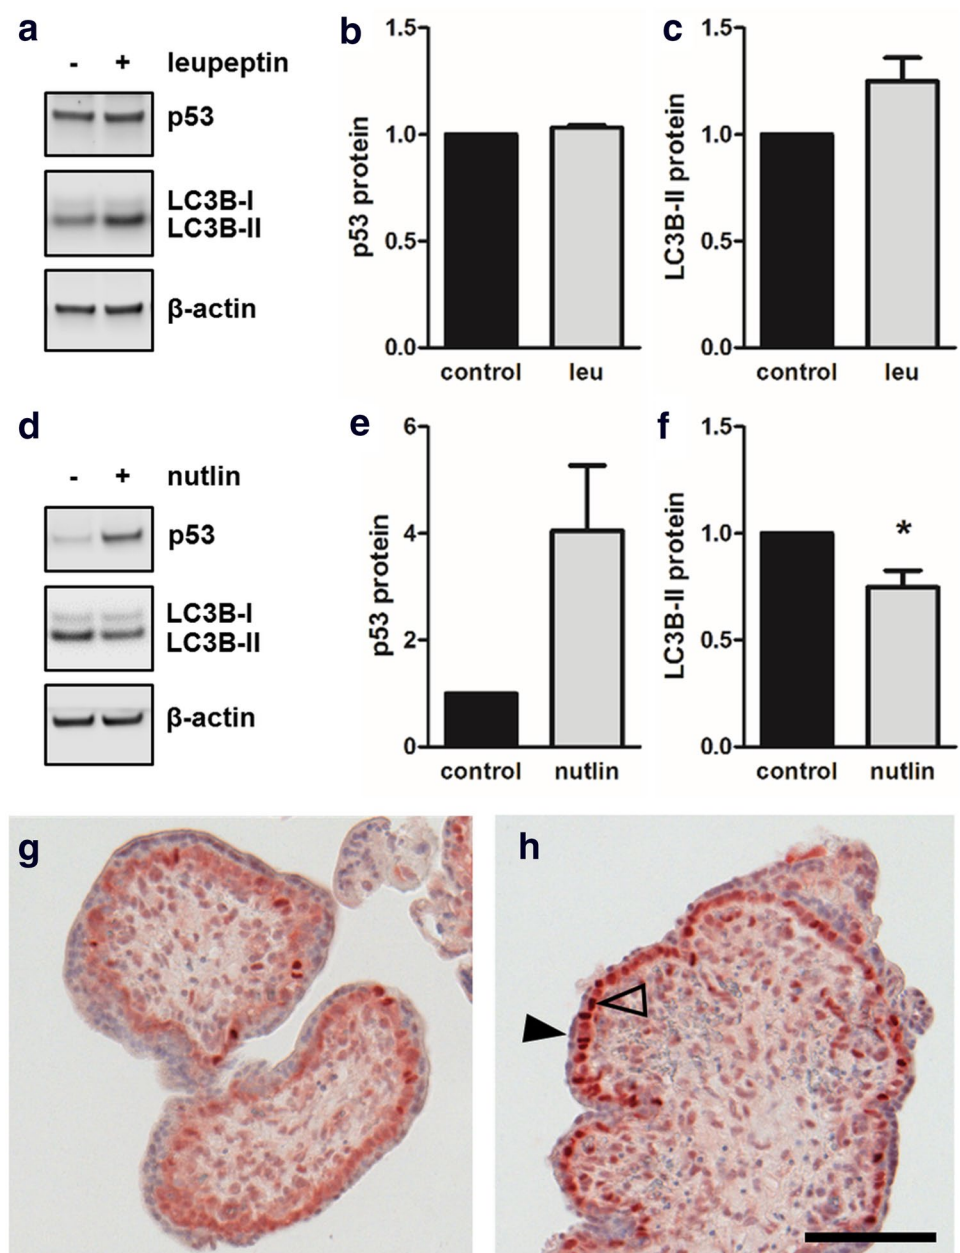 a
- + leupeptin
p53
LC3B-I
LC3B-II
β-actin
b
p53 protein
1.5
1.0
0.5
0.0
control leu
c
LC3B-II protein
1.5
1.0
0.5
0.0
control leu
d
- + nutlin
p53
LC3B-I
LC3B-II
β-actin
e
p53 protein
6
4
2
0
control nutlin
f
LC3B-II protein
1.5
1.0
0.5
0.0
*
control nutlin
g
h